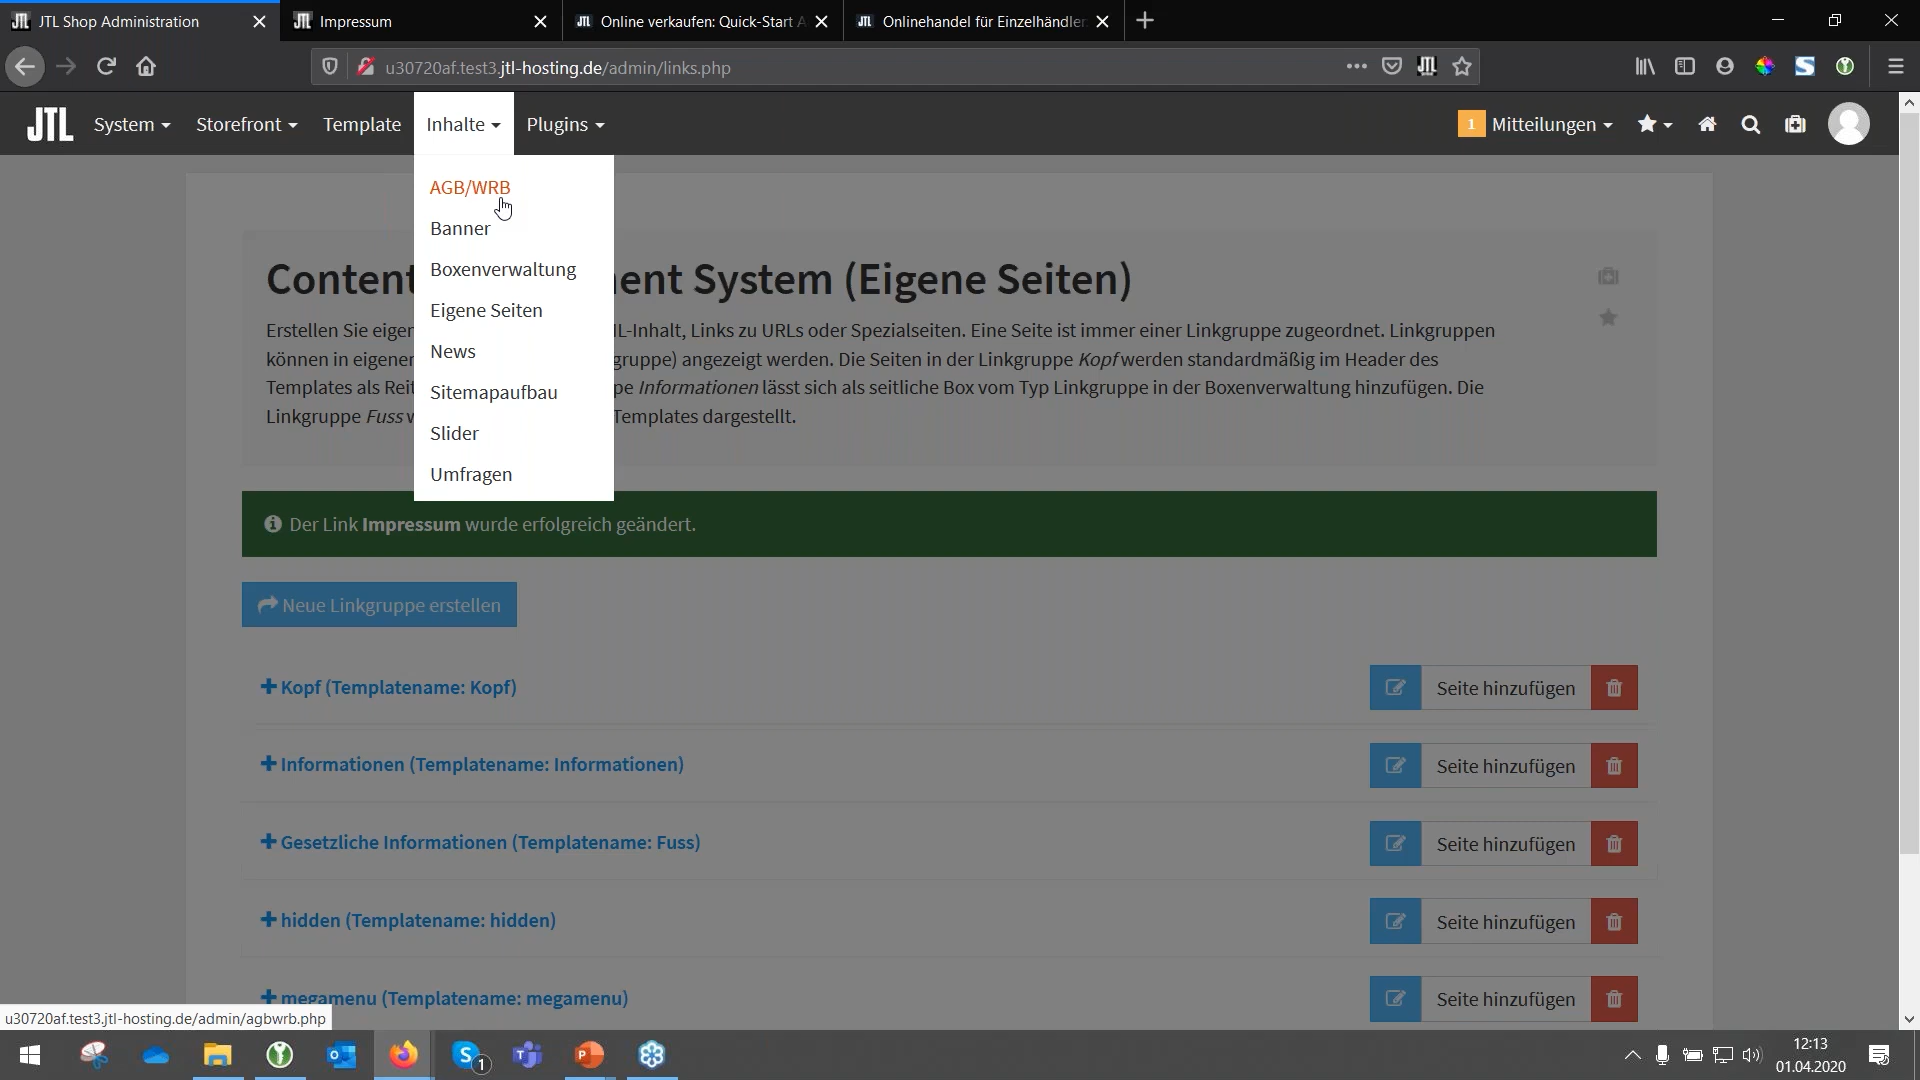 JTL Shop Administration
Impressum
Online verkaufen: Quick-Start A
Onlinehandel für Einzelhändler
u30720af.test3.jtl-hosting.de/admin/links.php
JTL
System
Storefront
Template
Inhalte
Plugins
1
Mitteilungen
AGB/WRB
Banner
Boxenverwaltung
Eigene Seiten
News
Sitemapaufbau
Slider
Umfragen
Content ent System (Eigene Seiten)
Erstellen Sie eiger L-Inhalt, Links zu URLs oder Spezialseiten. Eine Seite ist immer einer Linkgruppe zugeordnet. Linkgruppen
können in eigener gruppe) angezeigt werden. Die Seiten in der Linkgruppe Kopf werden standardmäßig im Header des
Templates als Reit pe Informationen lässt sich als seitliche Box vom Typ Linkgruppe in der Boxenverwaltung hinzufügen. Die
Linkgruppe Fuss w Templates dargestellt.
Der Link Impressum wurde erfolgreich geändert.
Neue Linkgruppe erstellen
Kopf (Templatename: Kopf)
Seite hinzufügen
Informationen (Templatename: Informationen)
Seite hinzufügen
Gesetzliche Informationen (Templatename: Fuss)
Seite hinzufügen
hidden (Templatename: hidden)
Seite hinzufügen
megamenu (Templatename: megamenu)
Seite hinzufügen
u30720af.test3.jtl-hosting.de/admin/agbwrb.php
1
12:13
01.04.2020